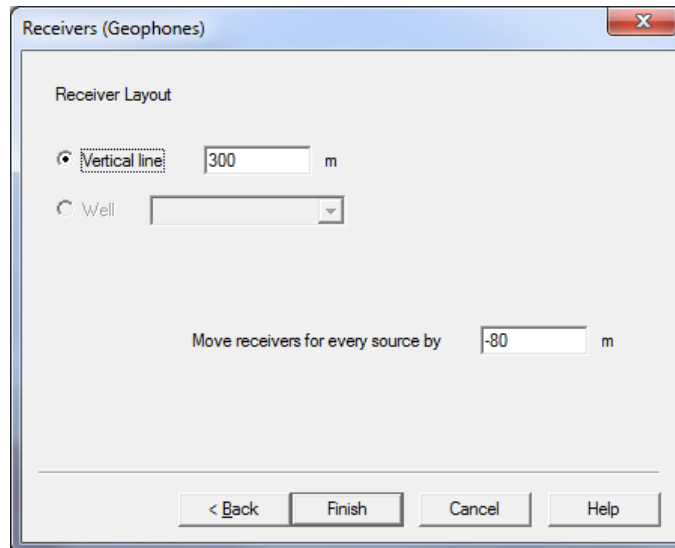 Receivers (Geophones)
Receiver Layout
Vertical line 300 m
Well
Move receivers for every source by -80 m
< Back Finish Cancel Help